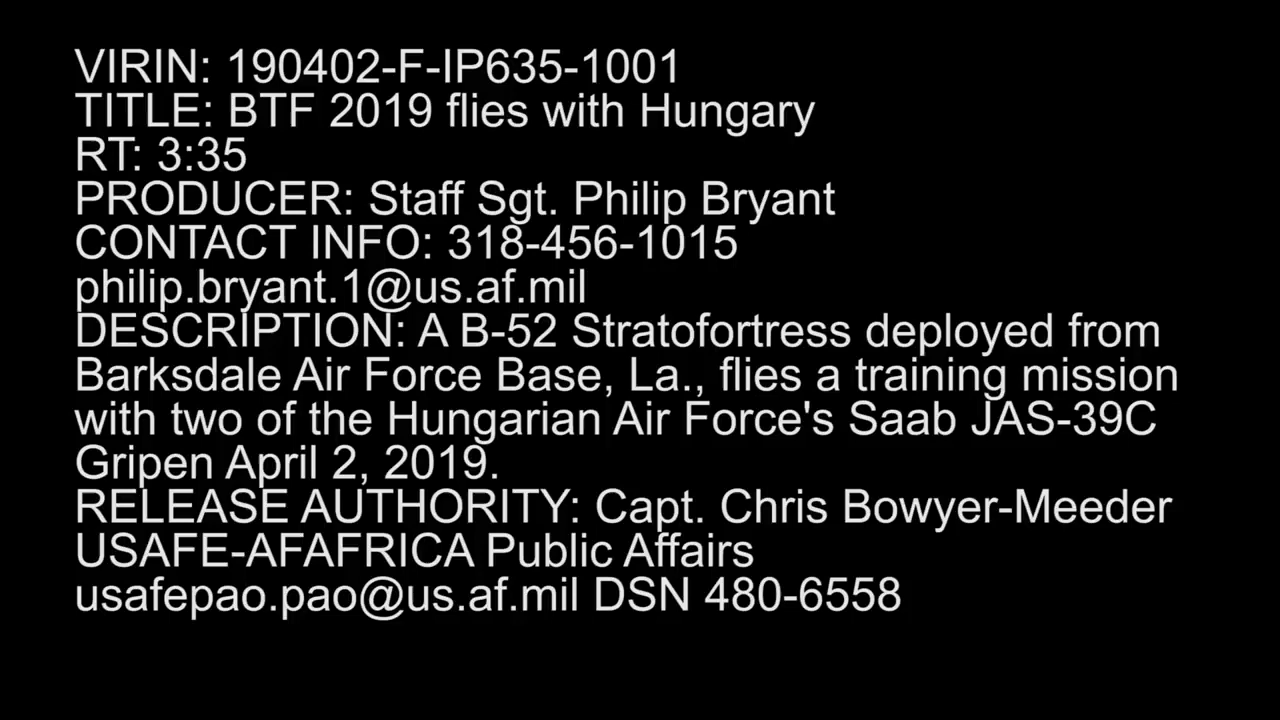 VIRIN: 190402-F-IP635-1001
TITLE: BTF 2019 flies with Hungary
RT: 3:35
PRODUCER: Staff Sgt. Philip Bryant
CONTACT INFO: 318-456-1015
philip.bryant.1@us.af.mil
DESCRIPTION: A B-52 Stratofortress deployed from
Barksdale Air Force Base, La., flies a training mission
with two of the Hungarian Air Force's Saab JAS-39C
Gripen April 2, 2019.
RELEASE AUTHORITY: Capt. Chris Bowyer-Meeder
USAFE-AFAFRICA Public Affairs
usafepao.pao@us.af.mil DSN 480-6558